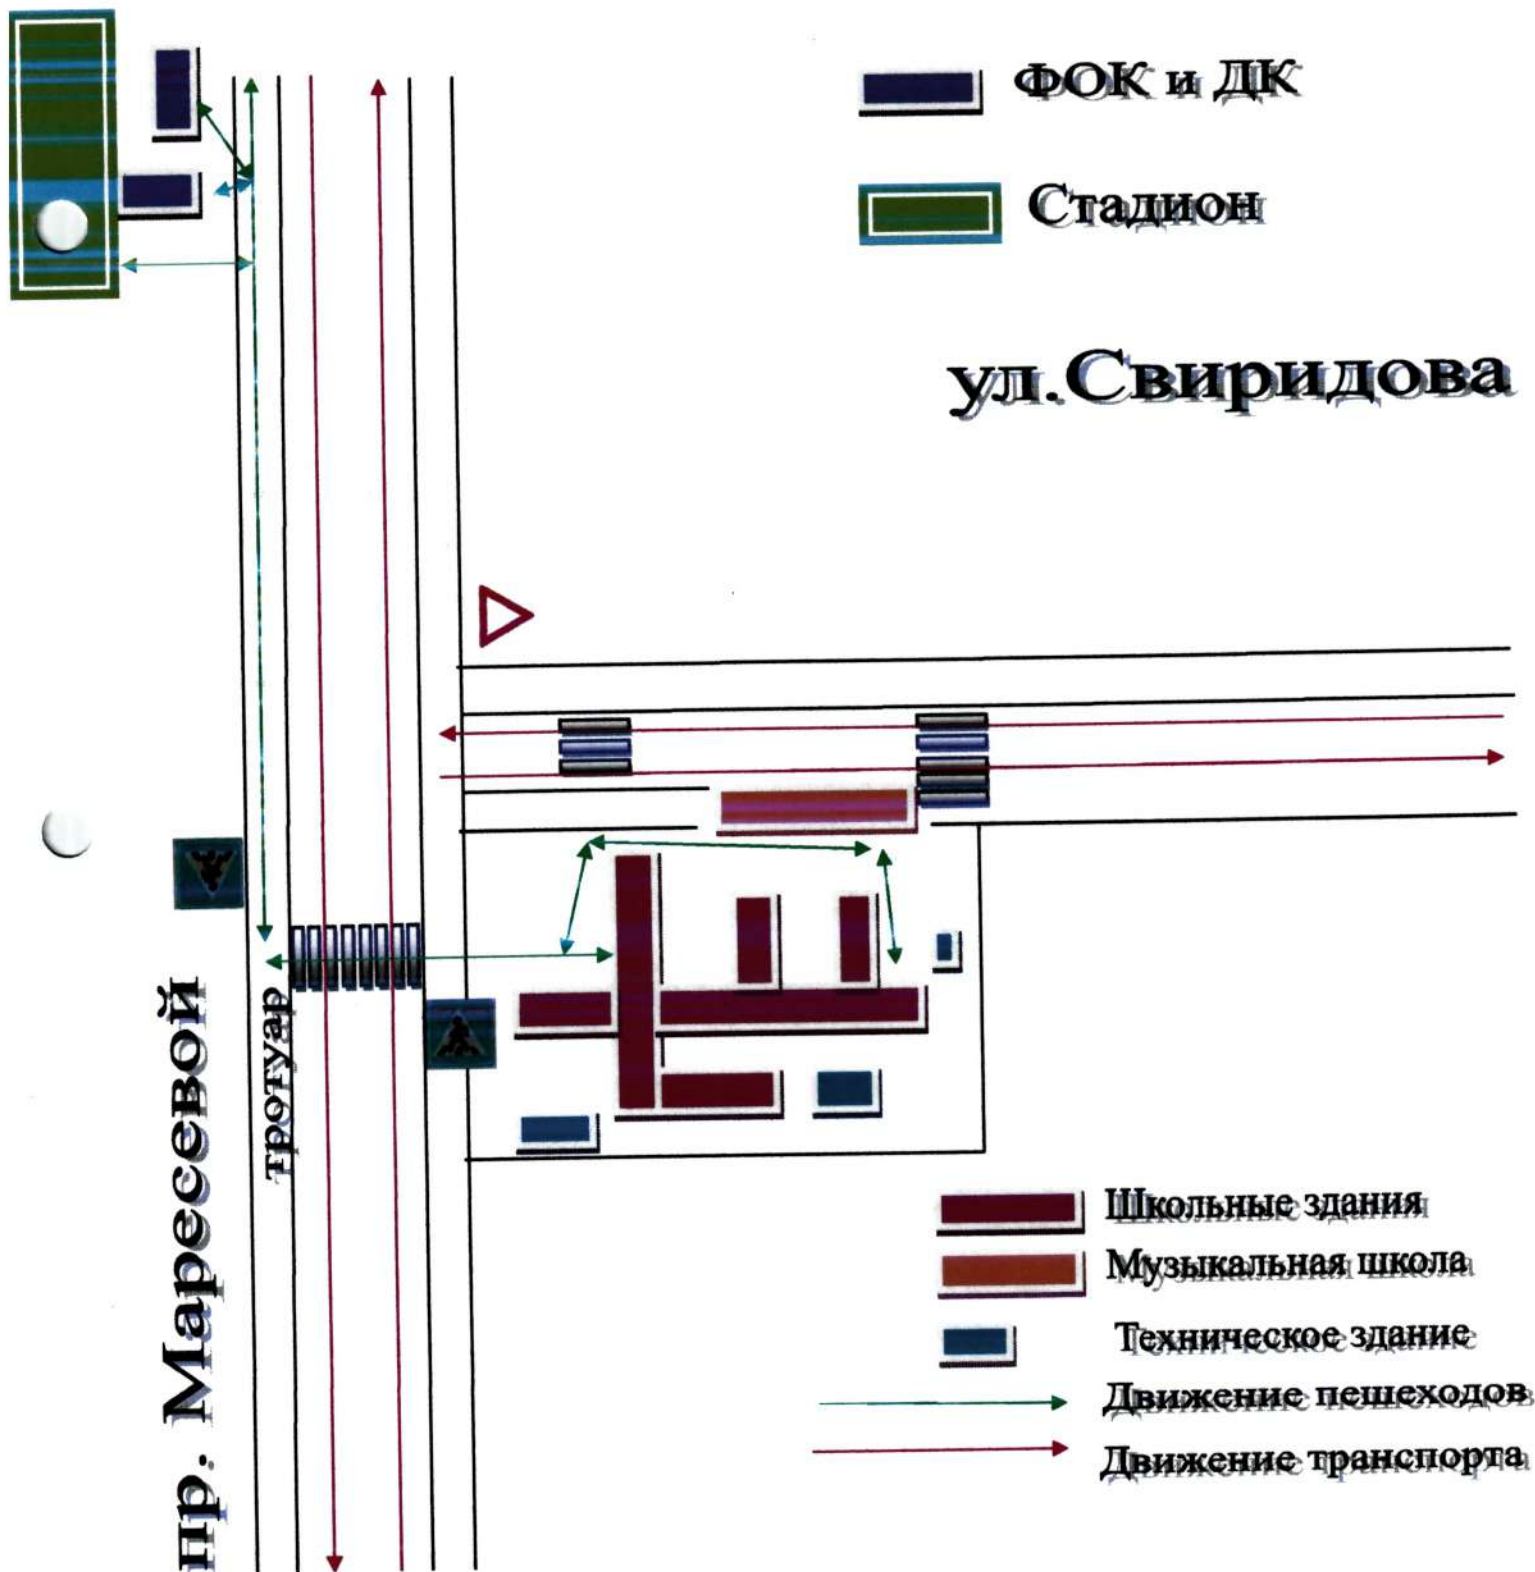 ФОК и ДК
Стадион
ул.Свиридова
пр. Маресевой
тротуар
Школьные здания
Музыкальная школа
Техническое здание
Движение пешеходов
Движение транспорта